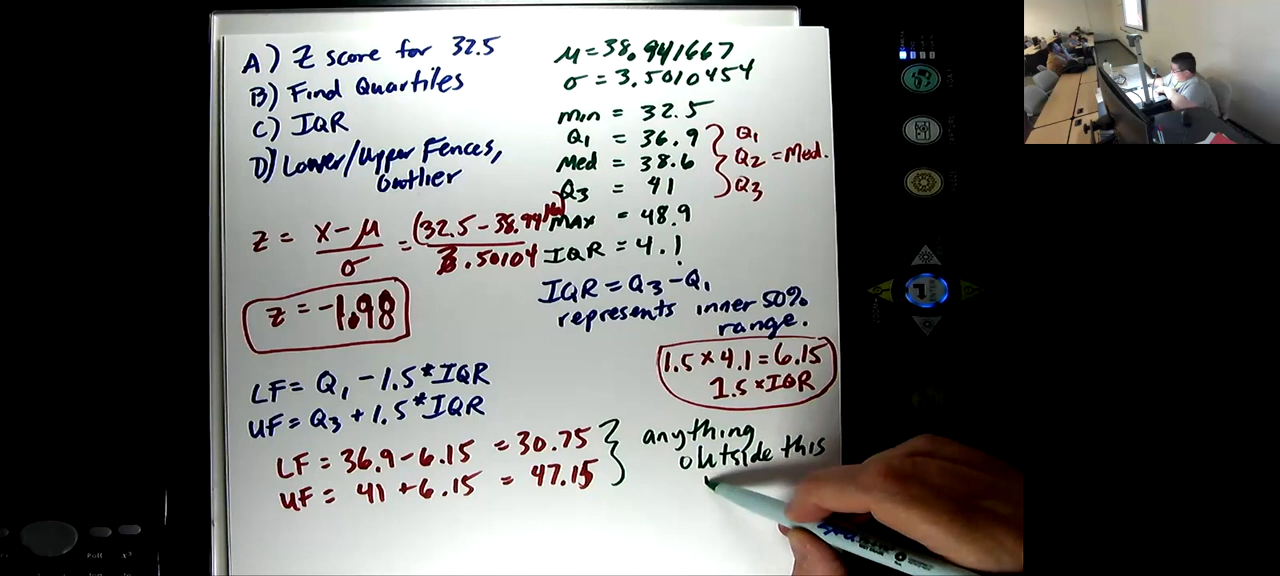 A) Z score for 32.5
B) Find Quartiles
C) IQR
D) Lower/Upper Fences,
Outlier
μ = 38.941667
σ = 3.5010454
min = 32.5
Q1 = 36.9
Med = 38.6
Q3 = 41
MAX = 48.9
IQR = 4.1
Q1
Q2 = Med.
Q3
IQR = Q3 - Q1
represents inner 50%
range.
z = x - μ / σ = (32.5 - 38.9416) / 3.50104
z = -1.98
1.5 × 4.1 = 6.15
1.5 × IQR
LF = Q1 - 1.5 * IQR
UF = Q3 + 1.5 * IQR
LF = 36.9 - 6.15 = 30.75
UF = 41 + 6.15 = 47.15
anything
outside this